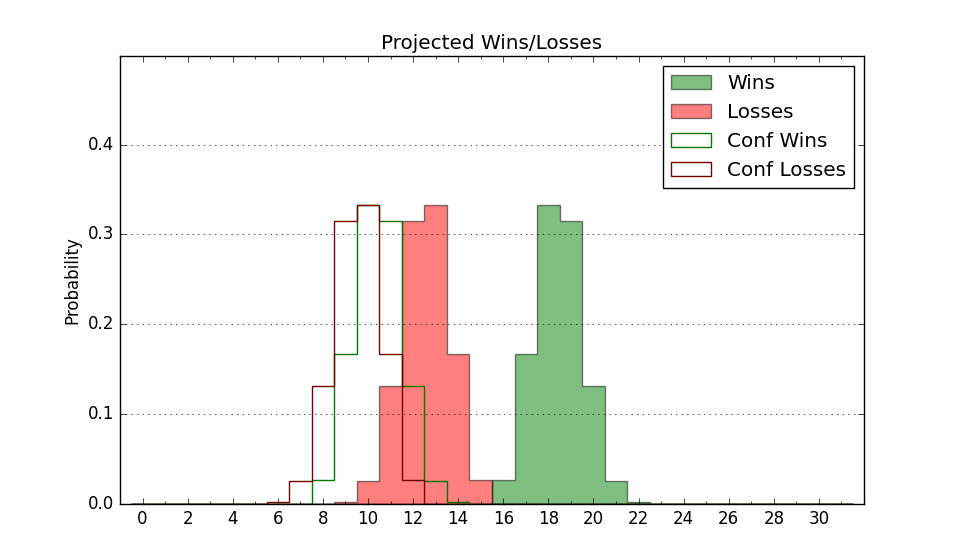 Projected Wins/Losses
Wins
Losses
Conf Wins
Conf Losses
Probability
0.4
0.3
0.2
0.1
0.0
0 2 4 6 8 10 12 14 16 18 20 22 24 26 28 30